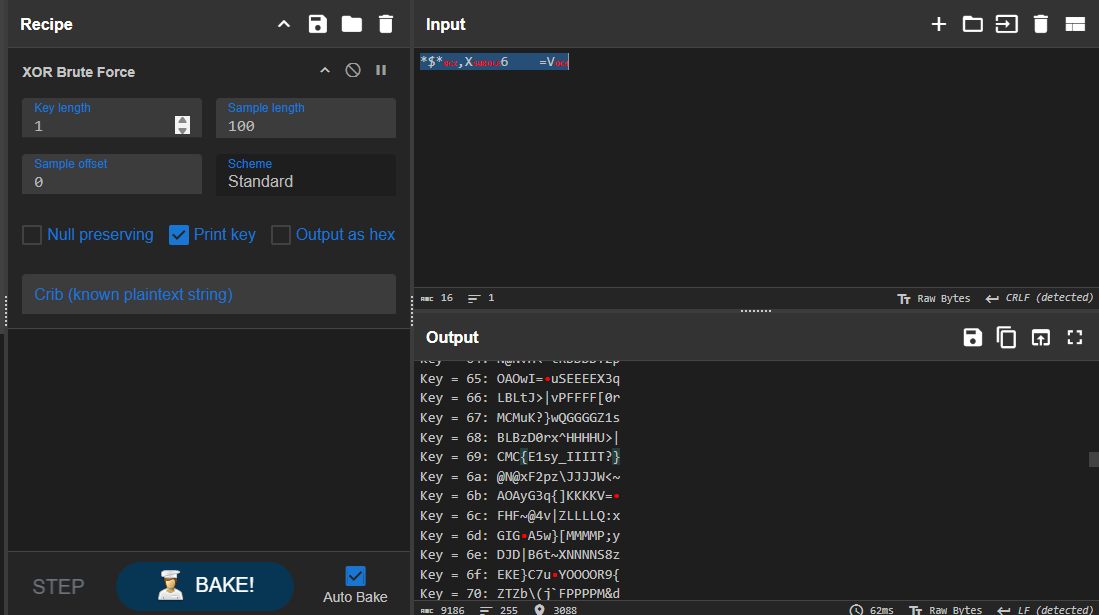 Recipe
XOR Brute Force
Key length
1
Sample length
100
Sample offset
0
Scheme
Standard
Null preserving
Print key
Output as hex
Crib (known plaintext string)
STEP
BAKE!
Auto Bake
Input
16 1
Raw Bytes
CRLF (detected)
Output
Key = 65: OAOwI=•uSEEEEX3q
Key = 66: LBLtJ>|vPFFFF[0r
Key = 67: MCMuK?}wQGGGGZ1s
Key = 68: BLBzD0rx^HHHHU>|
Key = 69: CMC{E1sy_IIIIT?}
Key = 6a: @N@xF2pz\JJJJW<~
Key = 6b: AOAyG3q{]KKKKV=•
Key = 6c: FHF~@4v|ZLLLLQ:x
Key = 6d: GIG•A5w}[MMMMP;y
Key = 6e: DJD|B6t~XNNNNS8z
Key = 6f: EKE}C7u•YOOOOR9{
Key = 70: ZTZb\(j`FPPPPM&d
9186 255 3088
62ms
Raw Bytes
LF (detected)